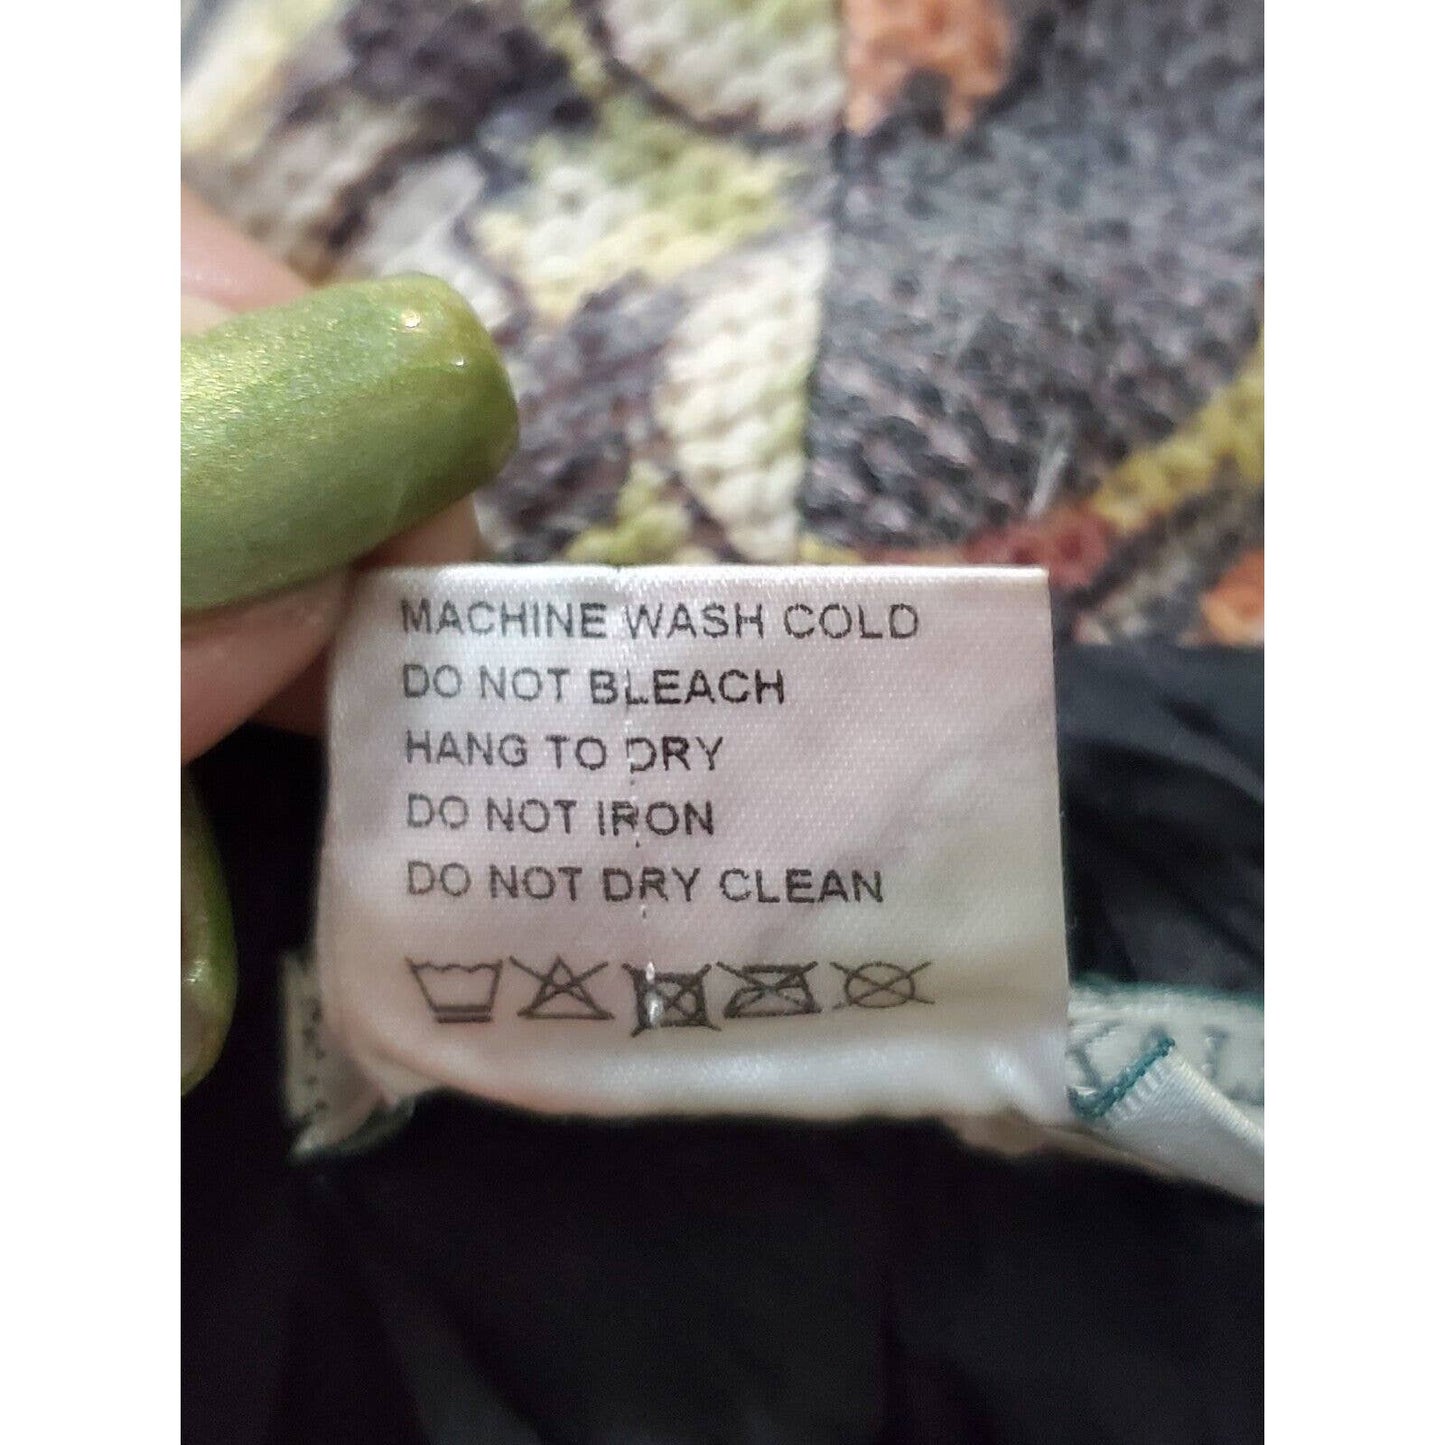 MACHINE WASH COLD
DO NOT BLEACH
HANG TO DRY
DO NOT IRON
DO NOT DRY CLEAN